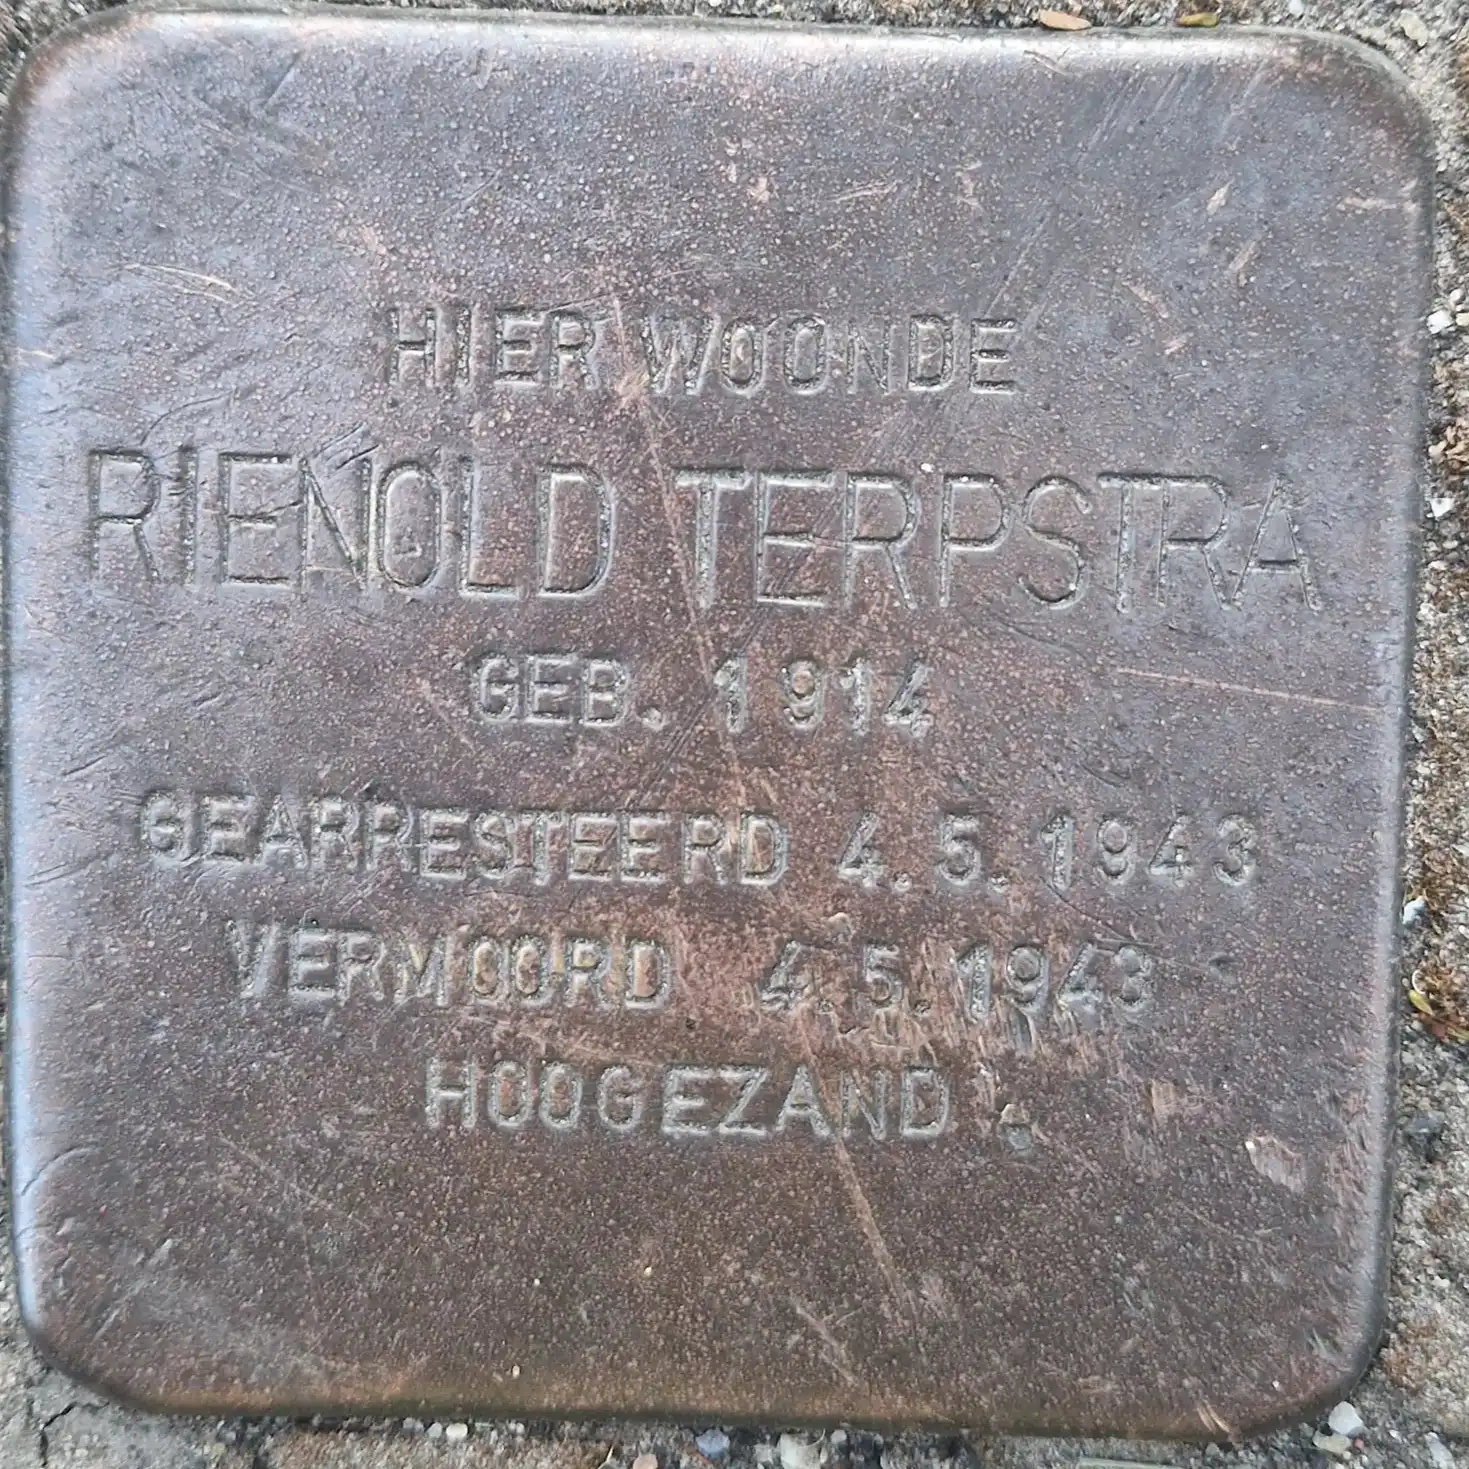 HIER WOONDE
RIENOLD TERPSTRA
GEB. 1914
GEARRESTEERD 4.5.1943
VERMOORD 4.5.1943
HOOGEZAND